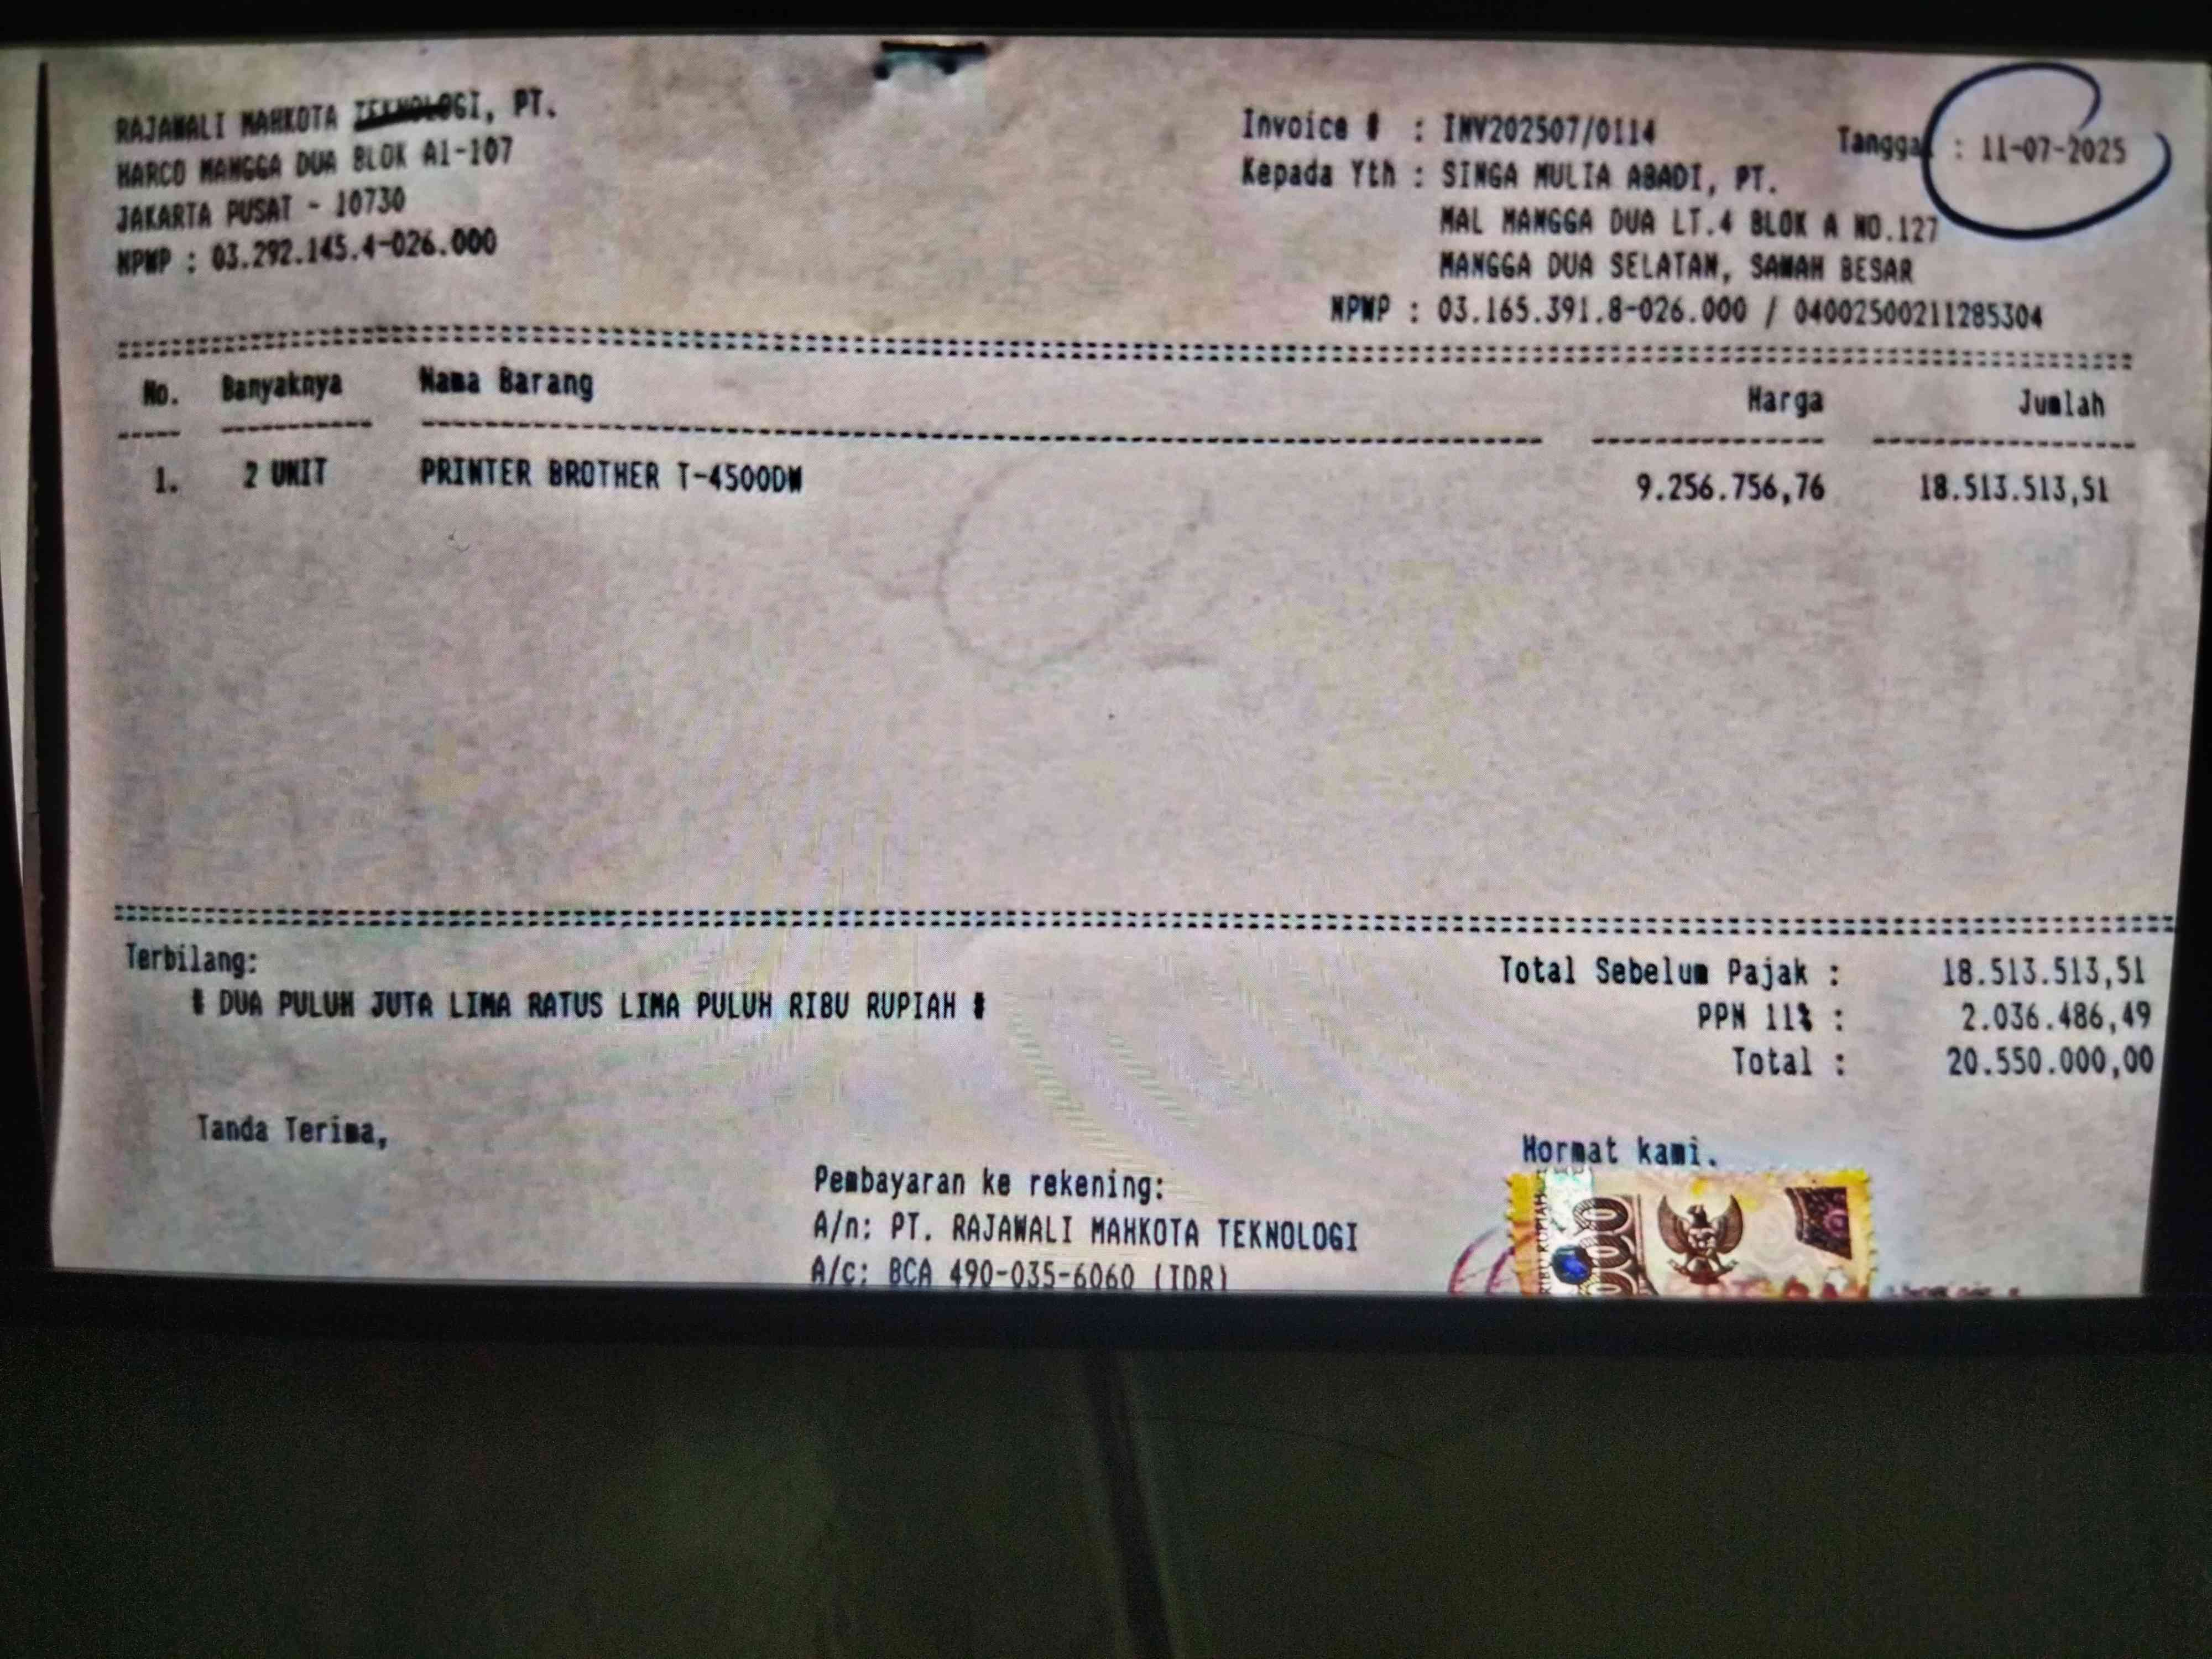 RAJAWALI MAHKOTA TEKNOLOGI, PT.
HARCO MANGGA DUA BLOK A1-107
JAKARTA PUSAT - 10730
NPWP : 03.292.145.4-026.000
Invoice # : INV202507/0114
Tanggal : 11-07-2025
Kepada Yth : SINGA MULIA ABADI, PT.
MAL MANGGA DUA LT.4 BLOK A NO.127
MANGGA DUA SELATAN, SAWAH BESAR
NPWP : 03.165.391.8-026.000 / 04002500211285304
No. Banyaknya Nama Barang Harga Jumlah
1. 2 UNIT PRINTER BROTHER T-4500DW 9.256.756,76 18.513.513,51
Terbilang:
# DUA PULUH JUTA LIMA RATUS LIMA PULUH RIBU RUPIAH #
Total Sebelum Pajak : 18.513.513,51
PPN 11% : 2.036.486,49
Total : 20.550.000,00
Tanda Terima,
Pembayaran ke rekening:
A/n: PT. RAJAWALI MAHKOTA TEKNOLOGI
A/c: BCA 490-035-6060 (IDR)
Hormat kami.